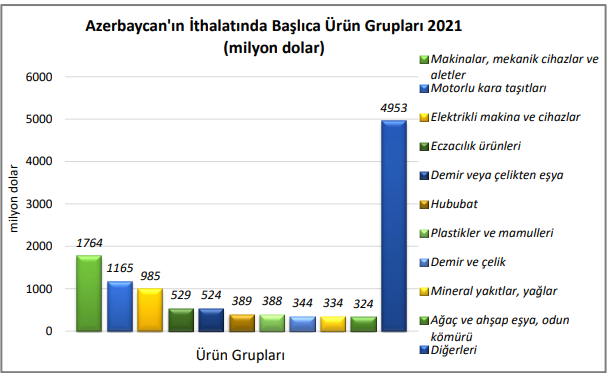 Azerbaycan'ın İthalatında Başlıca Ürün Grupları 2021
(milyon dolar)
milyon dolar
6000
5000
4000
3000
2000
1000
0
1764
1165
985
529
524
389
388
344
334
324
4953
Ürün Grupları
Makinalar, mekanik cihazlar ve
aletler
Motorlu kara taşıtları
Elektrikli makina ve cihazlar
Eczacılık ürünleri
Demir veya çelikten eşya
Hububat
Plastikler ve mamulleri
Demir ve çelik
Mineral yakıtlar, yağlar
Ağaç ve ahşap eşya, odun
kömürü
Diğerleri